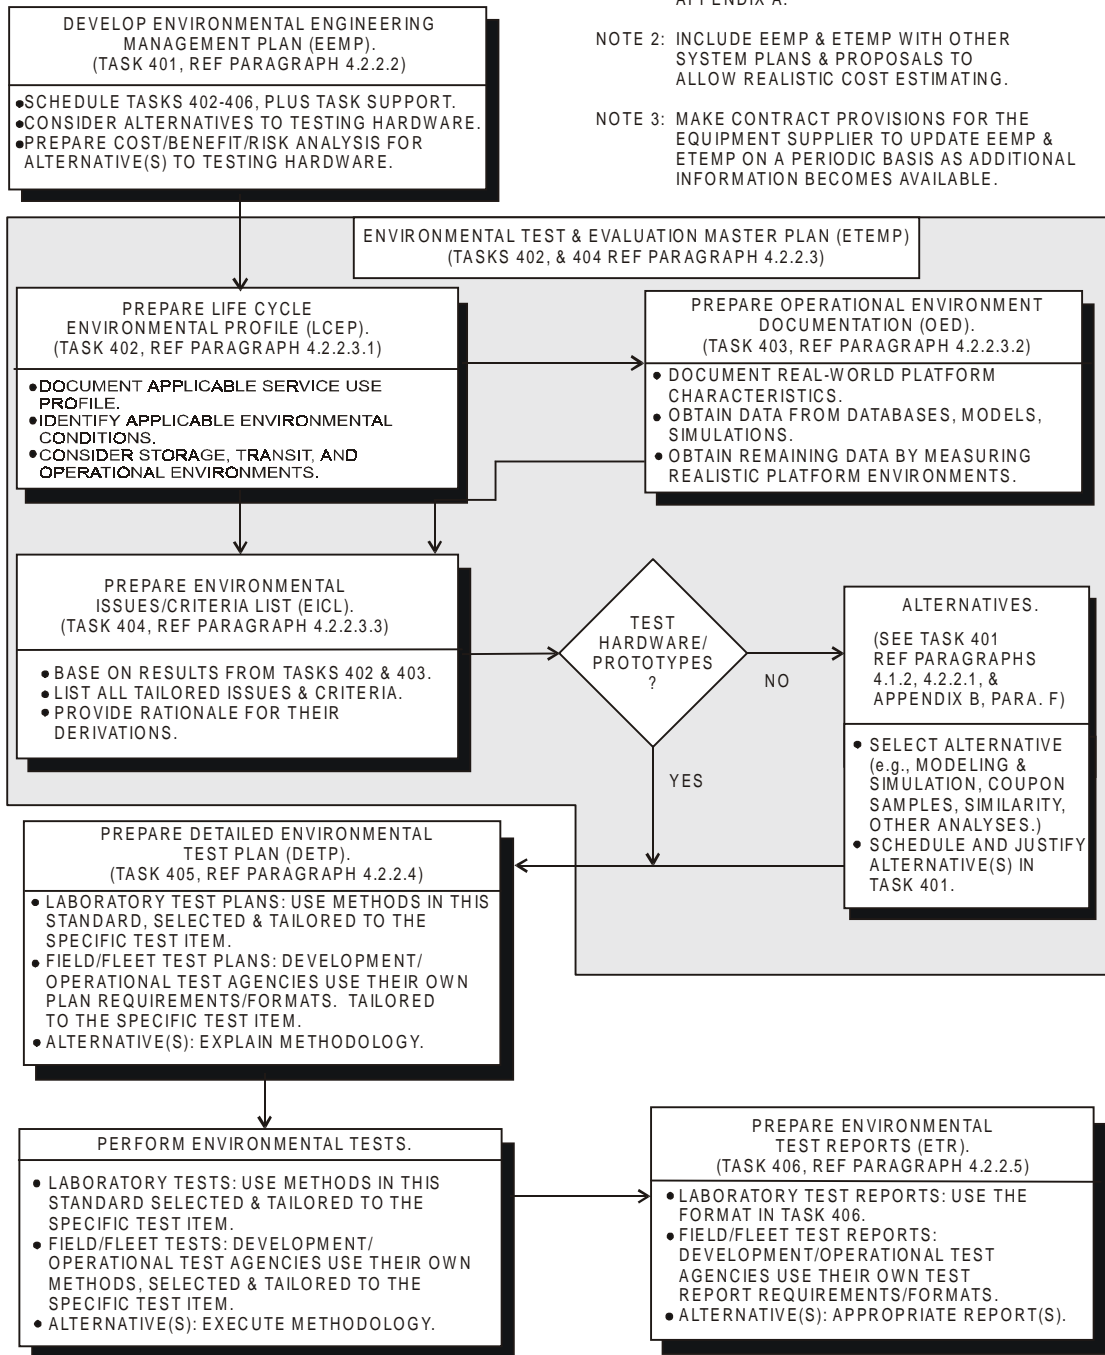 APPENDIX A.
DEVELOP ENVIRONMENTAL ENGINEERING
MANAGEMENT PLAN (EEMP).
(TASK 401, REF PARAGRAPH 4.2.2.2)
●SCHEDULE TASKS 402-406, PLUS TASK SUPPORT.
●CONSIDER ALTERNATIVES TO TESTING HARDWARE.
●PREPARE COST/BENEFIT/RISK ANALYSIS FOR
ALTERNATIVE(S) TO TESTING HARDWARE.
NOTE 2: INCLUDE EEMP & ETEMP WITH OTHER
SYSTEM PLANS & PROPOSALS TO
ALLOW REALISTIC COST ESTIMATING.
NOTE 3: MAKE CONTRACT PROVISIONS FOR THE
EQUIPMENT SUPPLIER TO UPDATE EEMP &
ETEMP ON A PERIODIC BASIS AS ADDITIONAL
INFORMATION BECOMES AVAILABLE.
ENVIRONMENTAL TEST & EVALUATION MASTER PLAN (ETEMP)
(TASKS 402, & 404 REF PARAGRAPH 4.2.2.3)
PREPARE LIFE CYCLE
ENVIRONMENTAL PROFILE (LCEP).
(TASK 402, REF PARAGRAPH 4.2.2.3.1)
● DOCUMENT APPLICABLE SERVICE USE
PROFILE.
● IDENTIFY APPLICABLE ENVIRONMENTAL
CONDITIONS.
● CONSIDER STORAGE, TRANSIT, AND
OPERATIONAL ENVIRONMENTS.
PREPARE OPERATIONAL ENVIRONMENT
DOCUMENTATION (OED).
(TASK 403, REF PARAGRAPH 4.2.2.3.2)
● DOCUMENT REAL-WORLD PLATFORM
CHARACTERISTICS.
● OBTAIN DATA FROM DATABASES, MODELS,
SIMULATIONS.
● OBTAIN REMAINING DATA BY MEASURING
REALISTIC PLATFORM ENVIRONMENTS.
PREPARE ENVIRONMENTAL
ISSUES/CRITERIA LIST (EICL).
(TASK 404, REF PARAGRAPH 4.2.2.3.3)
● BASE ON RESULTS FROM TASKS 402 & 403.
● LIST ALL TAILORED ISSUES & CRITERIA.
● PROVIDE RATIONALE FOR THEIR
DERIVATIONS.
TEST
HARDWARE/
PROTOTYPES
?
NO
YES
ALTERNATIVES.
(SEE TASK 401
REF PARAGRAPHS
4.1.2, 4.2.2.1, &
APPENDIX B, PARA. F)
● SELECT ALTERNATIVE
(e.g., MODELING &
SIMULATION, COUPON
SAMPLES, SIMILARITY,
OTHER ANALYSES.)
● SCHEDULE AND JUSTIFY
ALTERNATIVE(S) IN
TASK 401.
PREPARE DETAILED ENVIRONMENTAL
TEST PLAN (DETP).
(TASK 405, REF PARAGRAPH 4.2.2.4)
● LABORATORY TEST PLANS: USE METHODS IN THIS
STANDARD, SELECTED & TAILORED TO THE
SPECIFIC TEST ITEM.
● FIELD/FLEET TEST PLANS: DEVELOPMENT/
OPERATIONAL TEST AGENCIES USE THEIR OWN
PLAN REQUIREMENTS/FORMATS. TAILORED
TO THE SPECIFIC TEST ITEM.
● ALTERNATIVE(S): EXPLAIN METHODOLOGY.
PERFORM ENVIRONMENTAL TESTS.
● LABORATORY TESTS: USE METHODS IN THIS
STANDARD SELECTED & TAILORED TO THE
SPECIFIC TEST ITEM.
● FIELD/FLEET TESTS: DEVELOPMENT/
OPERATIONAL TEST AGENCIES USE THEIR OWN
METHODS, SELECTED & TAILORED TO THE
SPECIFIC TEST ITEM.
● ALTERNATIVE(S): EXECUTE METHODOLOGY.
PREPARE ENVIRONMENTAL
TEST REPORTS (ETR).
(TASK 406, REF PARAGRAPH 4.2.2.5)
● LABORATORY TEST REPORTS: USE THE
FORMAT IN TASK 406.
● FIELD/FLEET TEST REPORTS:
DEVELOPMENT/OPERATIONAL TEST
AGENCIES USE THEIR OWN TEST
REPORT REQUIREMENTS/FORMATS.
● ALTERNATIVE(S): APPROPRIATE REPORT(S).